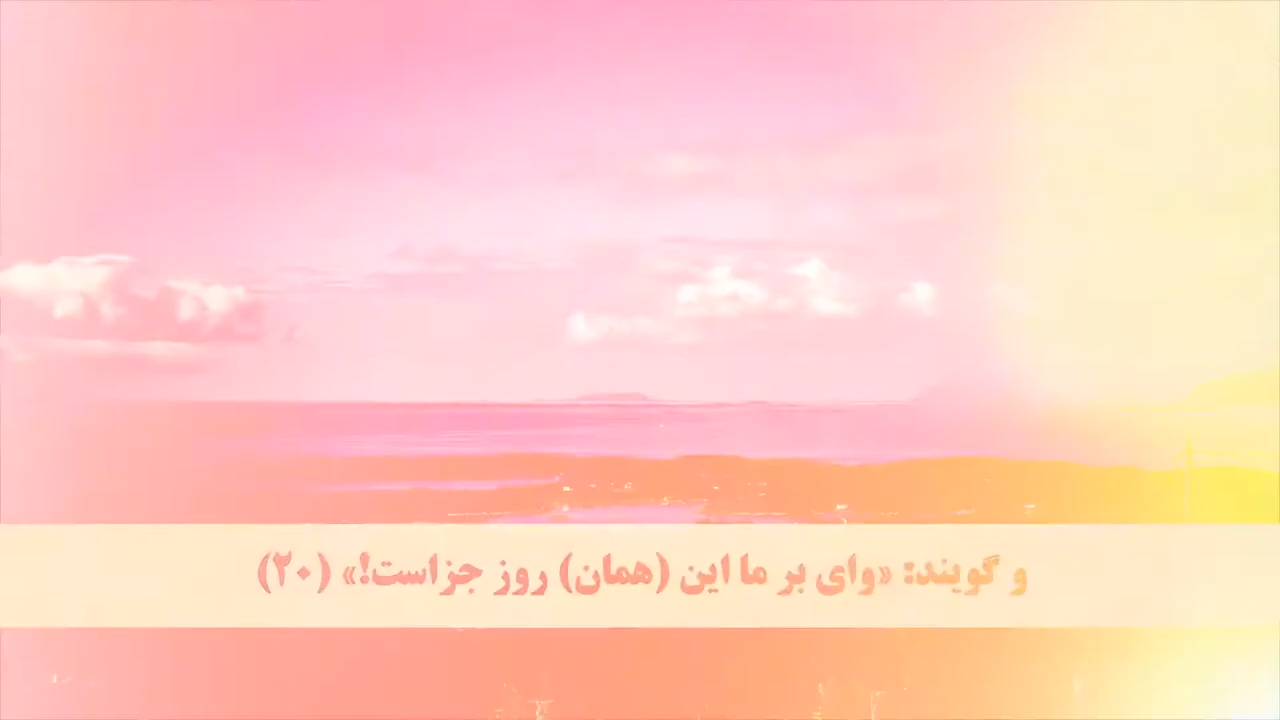 و گویند: «وای بر ما این (همان) روز جزاست!» (۲۰)